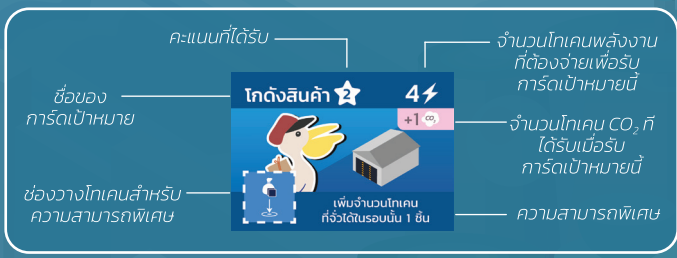 คะแนนที่ได้รับ
จำนวนโทเคนพลังงาน
ที่ต้องจ่ายเพื่อรับ
การ์ดเป้าหมายนี้
ชื่อของ
การ์ดเป้าหมาย
โกดังสินค้า 2 4
+1 CO₂
จำนวนโทเคน CO₂ ที่
ได้รับเมื่อรับ
การ์ดเป้าหมายนี้
ช่องวางโทเคนสำหรับ
ความสามารถพิเศษ
เพิ่มจำนวนโทเคน
ที่จั่วได้ในรอบนั้น 1 ชิ้น
ความสามารถพิเศษ